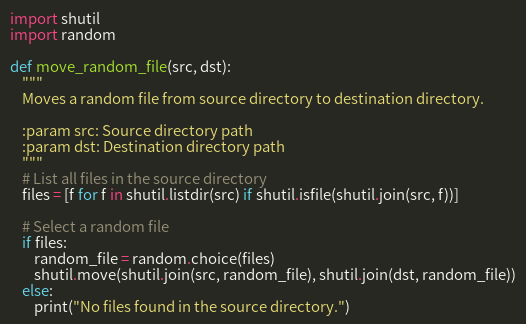 import shutil
import random

def move_random_file(src, dst):
    """
    Moves a random file from source directory to destination directory.

    :param src: Source directory path
    :param dst: Destination directory path
    """
    # List all files in the source directory
    files = [f for f in shutil.listdir(src) if shutil.isfile(shutil.join(src, f))]

    # Select a random file
    if files:
        random_file = random.choice(files)
        shutil.move(shutil.join(src, random_file), shutil.join(dst, random_file))
    else:
        print("No files found in the source directory.")